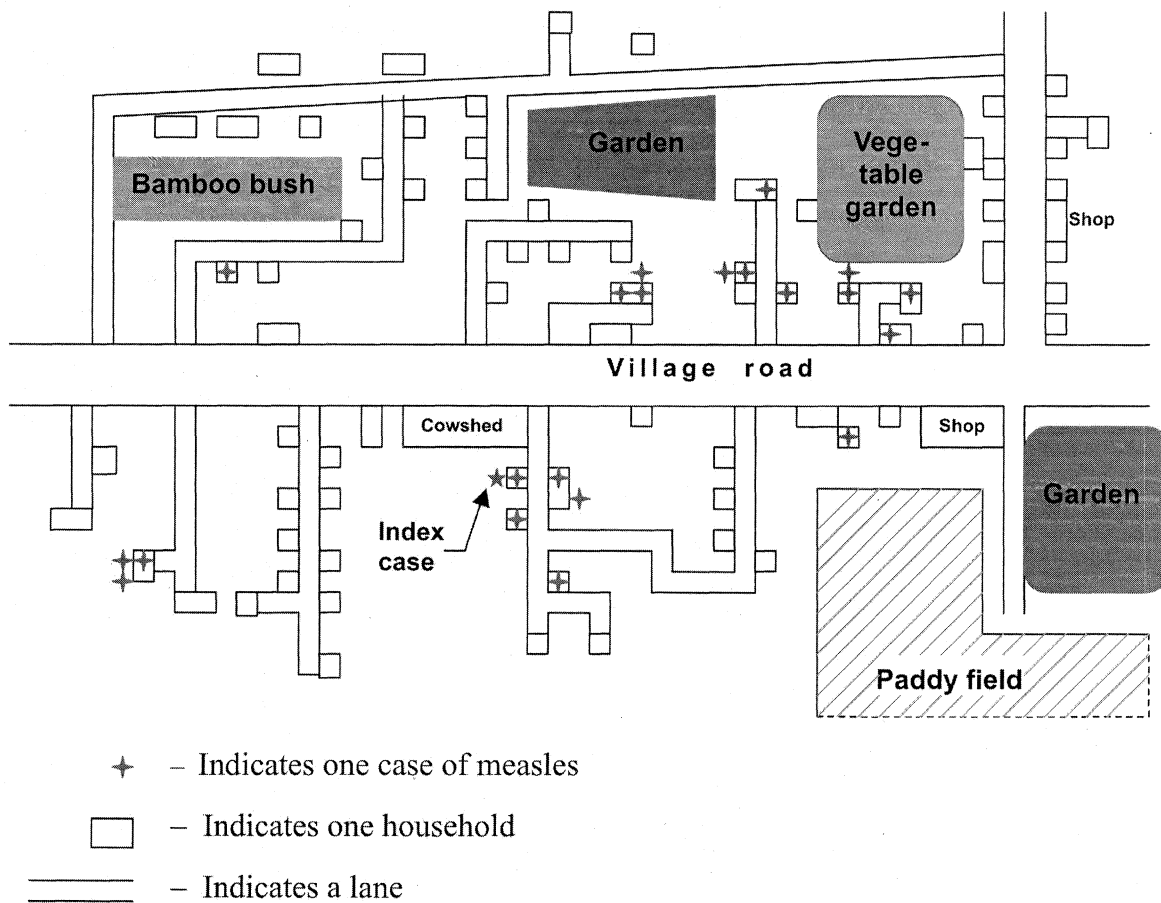 Garden
Vege-
table
garden
Bamboo bush
Shop
Village road
Cowshed
Shop
Garden
Index
case
Paddy field
– Indicates one case of measles
– Indicates one household
– Indicates a lane